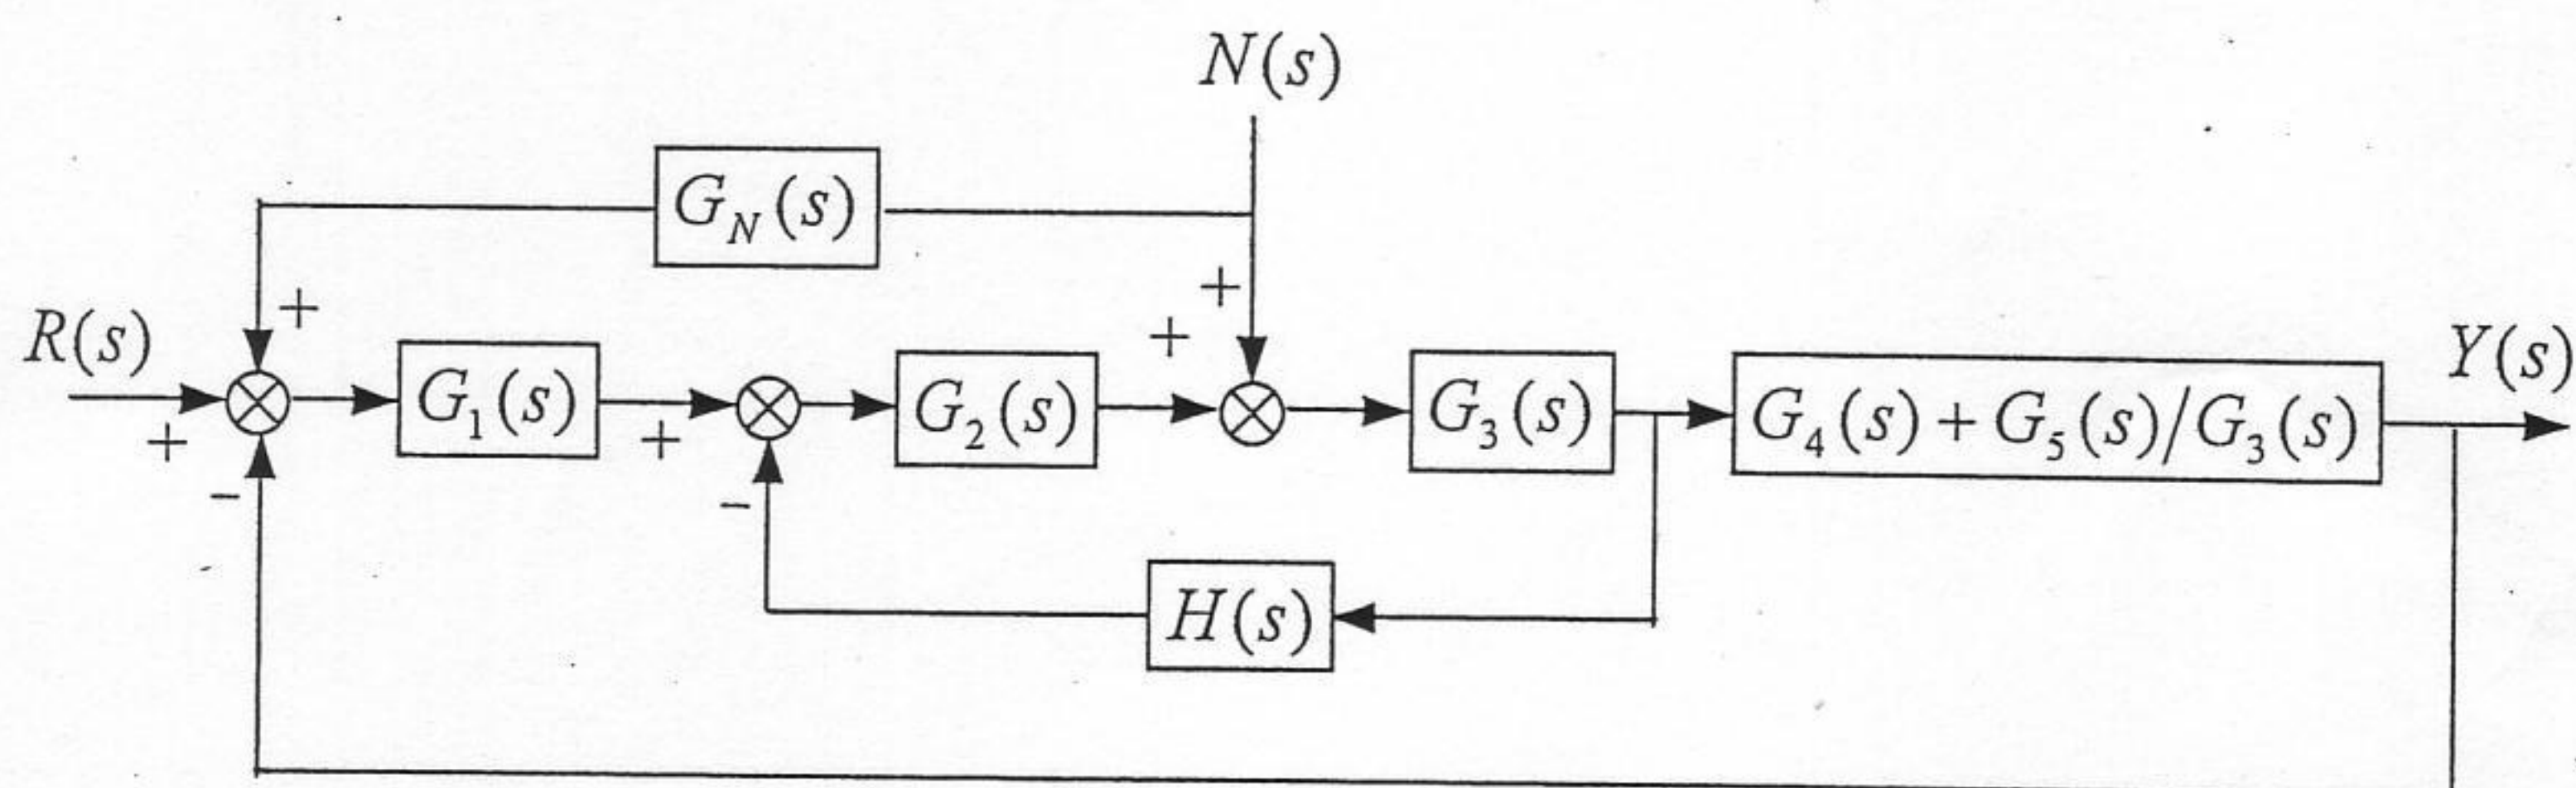 N(s)
G_N(s)
+
+
R(s)
+
Y(s)
G_1(s)
G_2(s)
G_3(s)
G_4(s)+G_5(s)/G_3(s)
+
+
−
−
H(s)